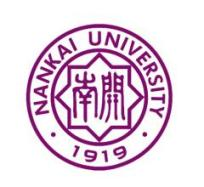 NANKAI UNIVERSITY
南開
· 1919 ·